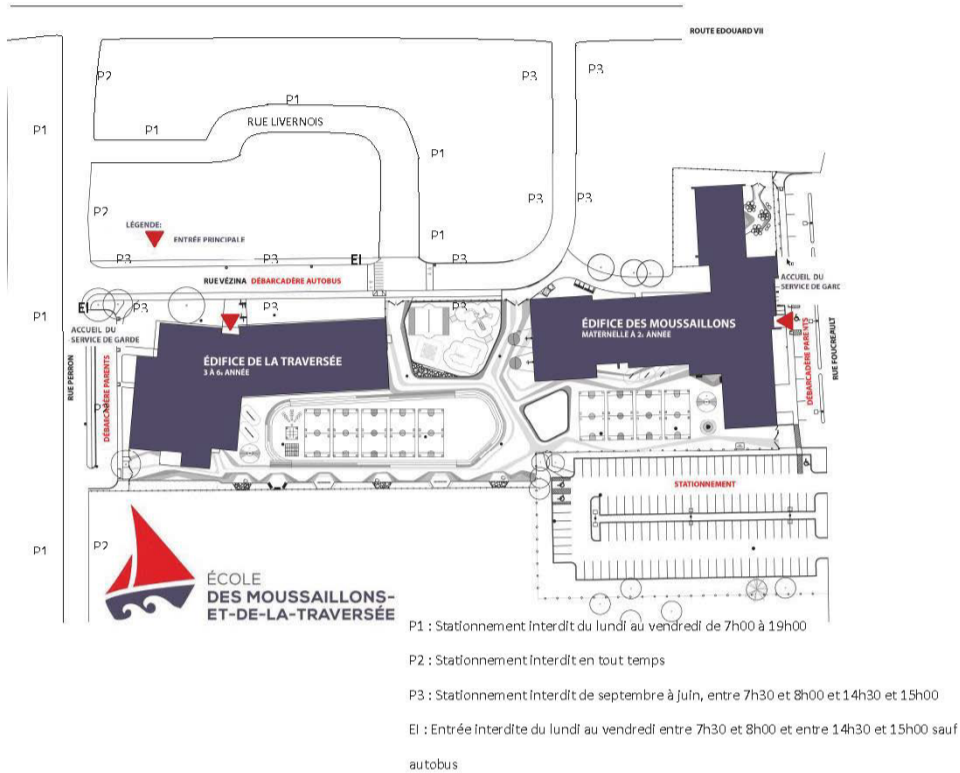 ROUTE EDOUARD VII
P2
P3
P3
P1
P1
RUE LIVERNOIS
P1
P1
P1
P3
P3
P2
LÉGENDE:
ENTRÉE PRINCIPALE
P1
P3
P3
EI
P3
RUE VÉZINA DÉBARCADÈRE AUTOBUS
ACCUEIL DU
SERVICE DE GARD
EI
P3
P3
P3
P1
ACCUEIL DU
SERVICE DE GARDE
ÉDIFICE DES MOUSSAILLONS
MATERNELLE À 2e ANNÉE
ÉDIFICE DE LA TRAVERSÉE
3 À 6e ANNÉE
RUE PERRON
DÉBARCADÈRE PARENTS
DÉBARCADÈRE PARENTS
RUE FOUCREAULT
STATIONNEMENT
P1
P2
ÉCOLE
DES MOUSSAILLONS-
ET-DE-LA-TRAVERSÉE
P1 : Stationnement interdit du lundi au vendredi de 7h00 à 19h00
P2 : Stationnement interdit en tout temps
P3 : Stationnement interdit de septembre à juin, entre 7h30 et 8h00 et 14h30 et 15h00
EI : Entrée interdite du lundi au vendredi entre 7h30 et 8h00 et entre 14h30 et 15h00 sauf
autobus